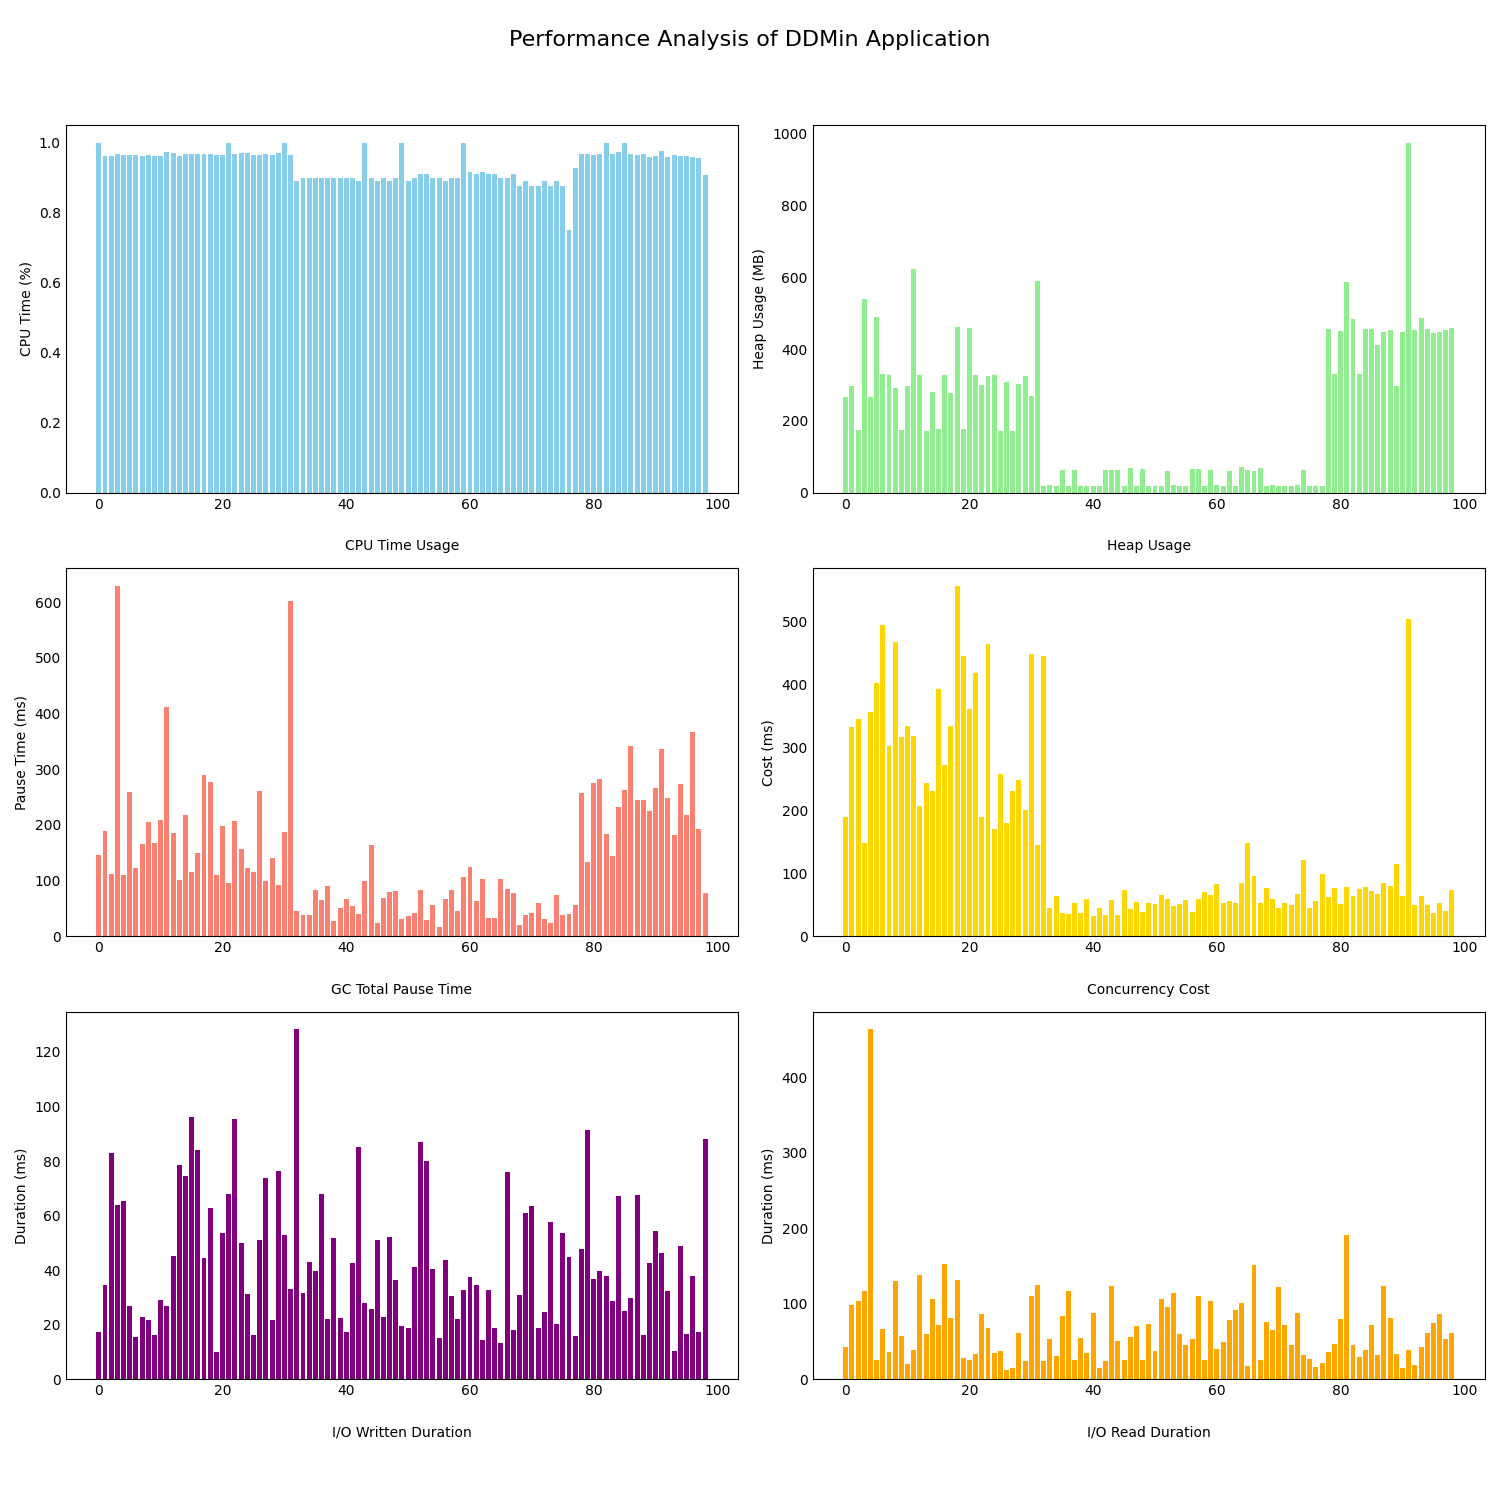 Performance Analysis of DDMin Application
CPU Time (%)
1.0
0.8
0.6
0.4
0.2
0.0
0 20 40 60 80 100
CPU Time Usage
Heap Usage (MB)
1000
800
600
400
200
0
0 20 40 60 80 100
Heap Usage
Pause Time (ms)
600
500
400
300
200
100
0
0 20 40 60 80 100
GC Total Pause Time
Cost (ms)
500
400
300
200
100
0
0 20 40 60 80 100
Concurrency Cost
Duration (ms)
120
100
80
60
40
20
0
0 20 40 60 80 100
I/O Written Duration
Duration (ms)
400
300
200
100
0
0 20 40 60 80 100
I/O Read Duration